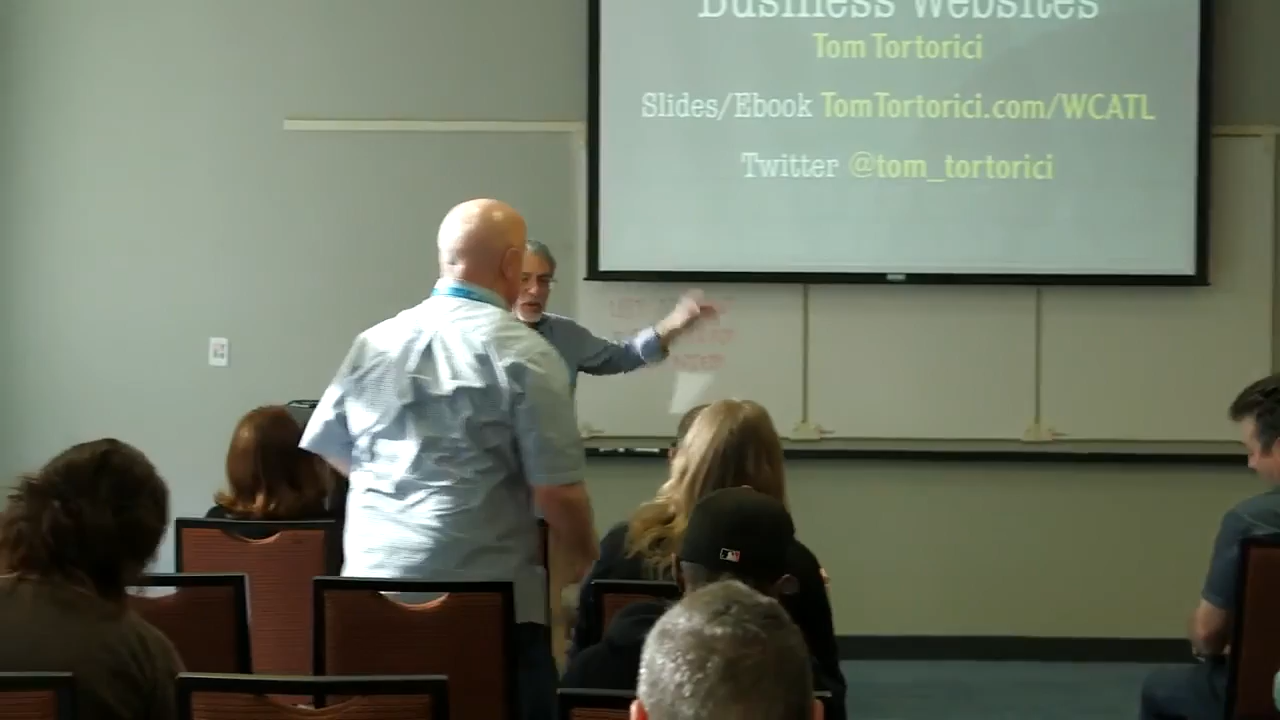 Business Websites
Tom Tortorici
Slides/Ebook TomTortorici.com/WCATL
Twitter @tom_tortorici